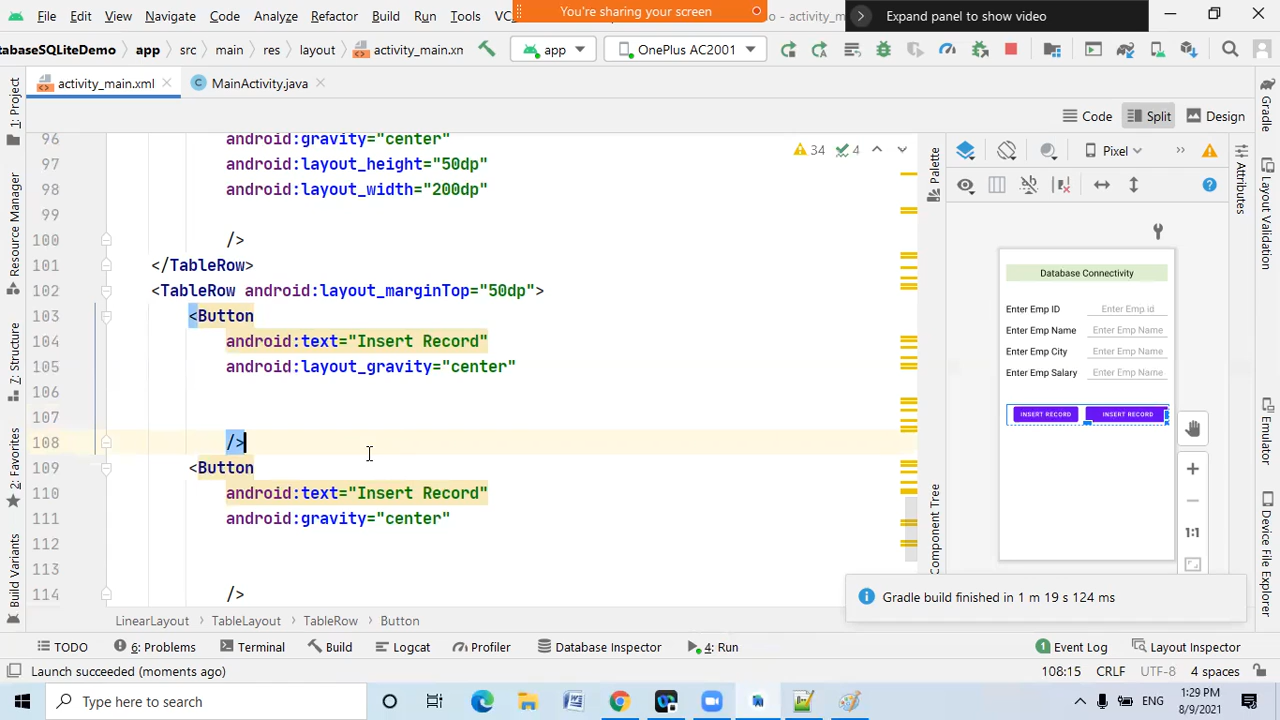 File Edit View Navigate Code Analyze Refactor Build Run Tools VC
You're sharing your screen
activity_main
Expand panel to show video
atabaseSQLiteDemo app src main res layout activity_main.xn app OnePlus AC2001
activity_main.xml MainActivity.java
Code Split Design
1: Project
Resource Manager
Z: Structure
2: Favorites
Build Variants
96 android:gravity="center"
97 android:layout_height="50dp"
98 android:layout_width="200dp"
99
100 />
101 </TableRow>
102 <TableRow android:layout_marginTop="50dp">
103 <Button
104 android:text="Insert Record"
105 android:layout_gravity="center"
106
107
108 />
109 <Button
110 android:text="Insert Record"
111 android:gravity="center"
112
113
114 />
34 4
Palette
Component Tree
Pixel
Database Connectivity
Enter Emp ID Enter Emp id
Enter Emp Name Enter Emp Name
Enter Emp City Enter Emp Name
Enter Emp Salary Enter Emp Name
INSERT RECORD INSERT RECORD
1:1
Attributes
Gradle
Layout Validation
Emulator
Device File Explorer
Gradle build finished in 1 m 19 s 124 ms
LinearLayout TableLayout TableRow Button
TODO 6: Problems Terminal Build Logcat Profiler Database Inspector 4: Run 1 Event Log Layout Inspector
Launch succeeded (moments ago) 108:15 CRLF UTF-8 4 spaces
Type here to search
ENG
1:29 PM
8/9/2021